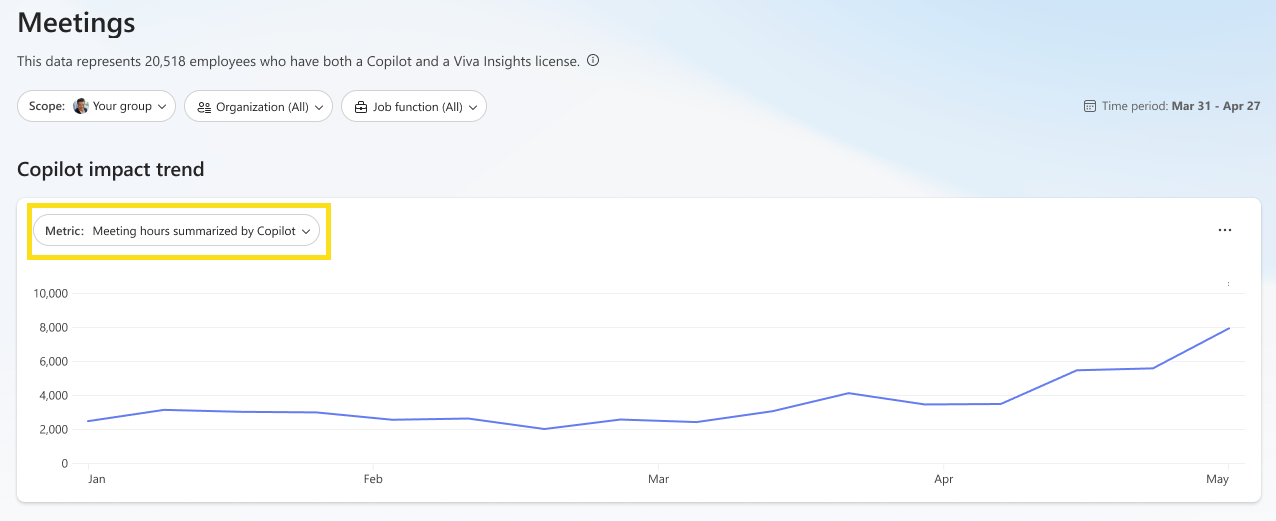 Meetings
This data represents 20,518 employees who have both a Copilot and a Viva Insights license.
Scope: Your group Organization (All) Job function (All) Time period: Mar 31 - Apr 27
Copilot impact trend
Metric: Meeting hours summarized by Copilot
10,000
8,000
6,000
4,000
2,000
0
Jan Feb Mar Apr May